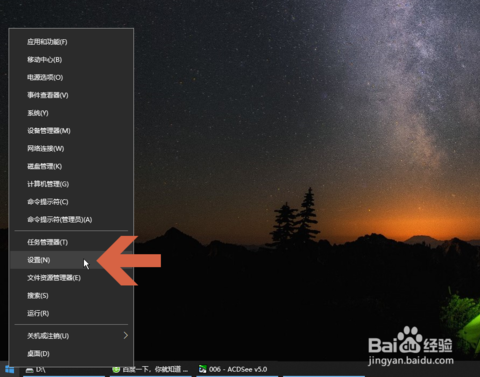 应用和功能(F)
移动中心(B)
电源选项(O)
事件查看器(V)
系统(Y)
设备管理器(M)
网络连接(W)
磁盘管理(K)
计算机管理(G)
命令提示符(C)
命令提示符(管理员)(A)
任务管理器(T)
设置(N)
文件资源管理器(E)
搜索(S)
运行(R)
关机或注销(U)
桌面(D)
D:\
百度一下，你就知道 ...
006 - ACDSee v5.0
Baidu 经验
jingyan.baidu.com